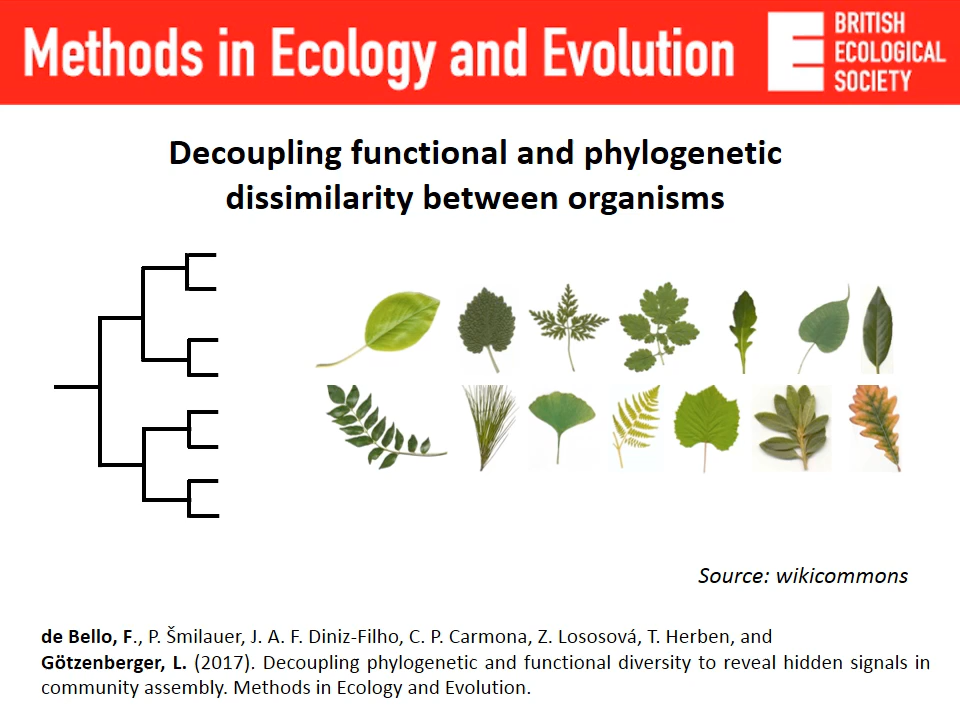 Methods in Ecology and Evolution
BRITISH
ECOLOGICAL
SOCIETY
Decoupling functional and phylogenetic
dissimilarity between organisms
Source: wikicommons
de Bello, F., P. Šmilauer, J. A. F. Diniz-Filho, C. P. Carmona, Z. Lososová, T. Herben, and
Götzenberger, L. (2017). Decoupling phylogenetic and functional diversity to reveal hidden signals in
community assembly. Methods in Ecology and Evolution.